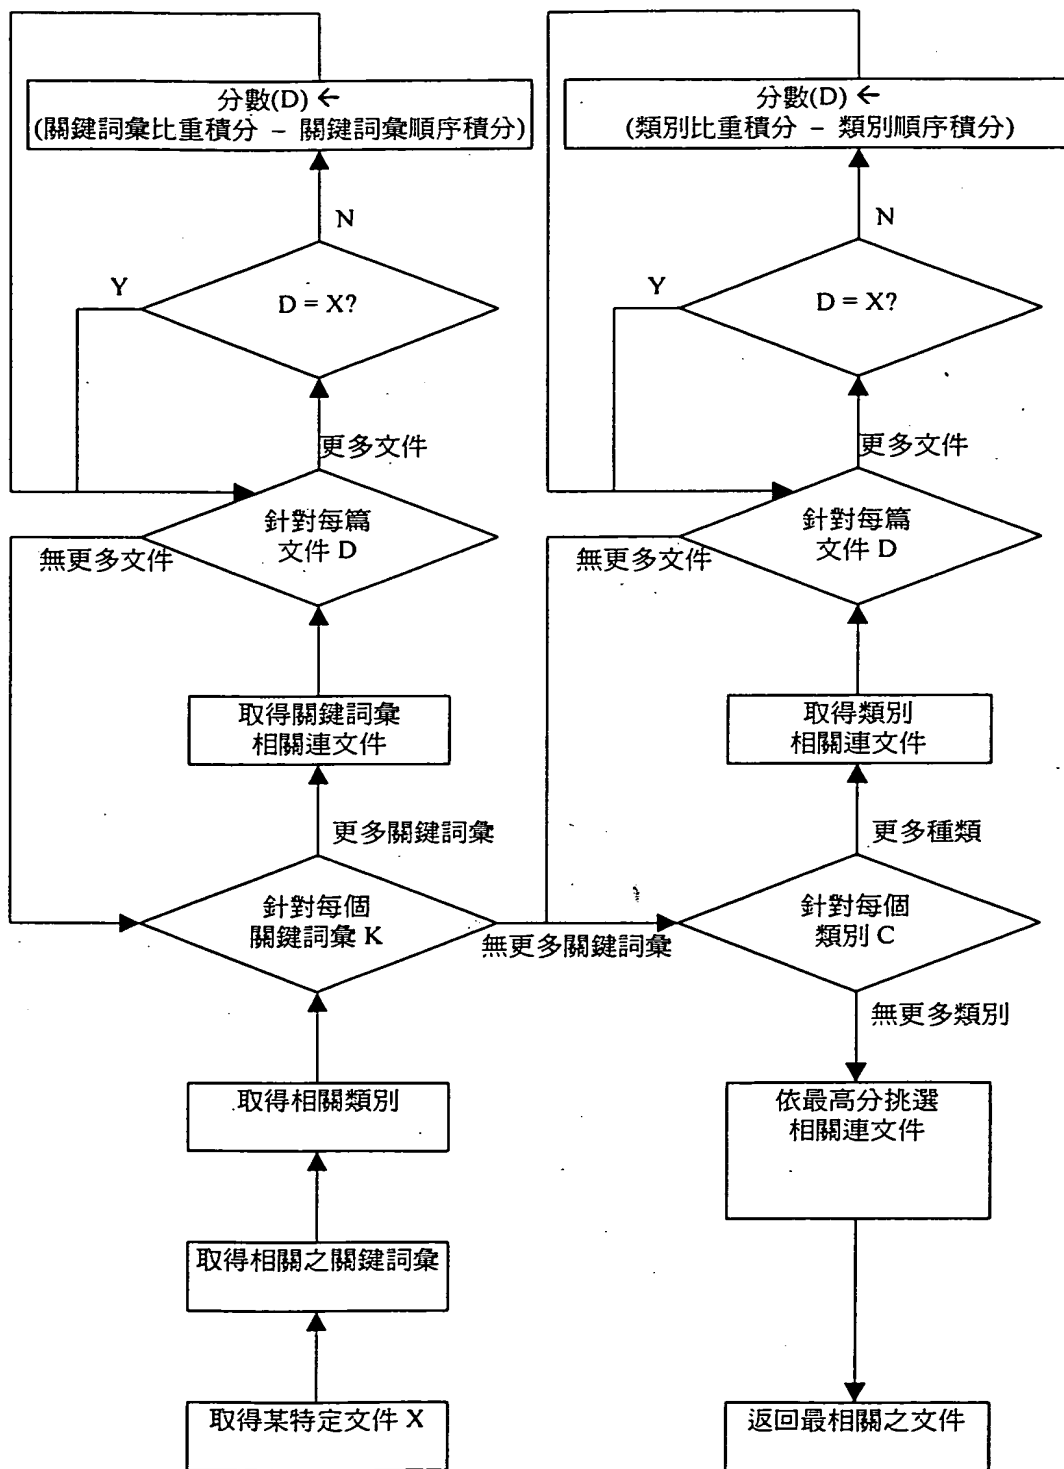 分數(D) ←
(關鍵詞彙比重積分 – 關鍵詞彙順序積分)
N
Y
D = X?
更多文件
針對每篇
文件 D
無更多文件
取得關鍵詞彙
相關連文件
更多關鍵詞彙
針對每個
關鍵詞彙 K
無更多關鍵詞彙
取得相關類別
取得相關之關鍵詞彙
取得某特定文件 X
分數(D) ←
(類別比重積分 – 類別順序積分)
N
Y
D = X?
更多文件
針對每篇
文件 D
無更多文件
取得類別
相關連文件
更多種類
針對每個
類別 C
無更多類別
依最高分挑選
相關連文件
返回最相關之文件